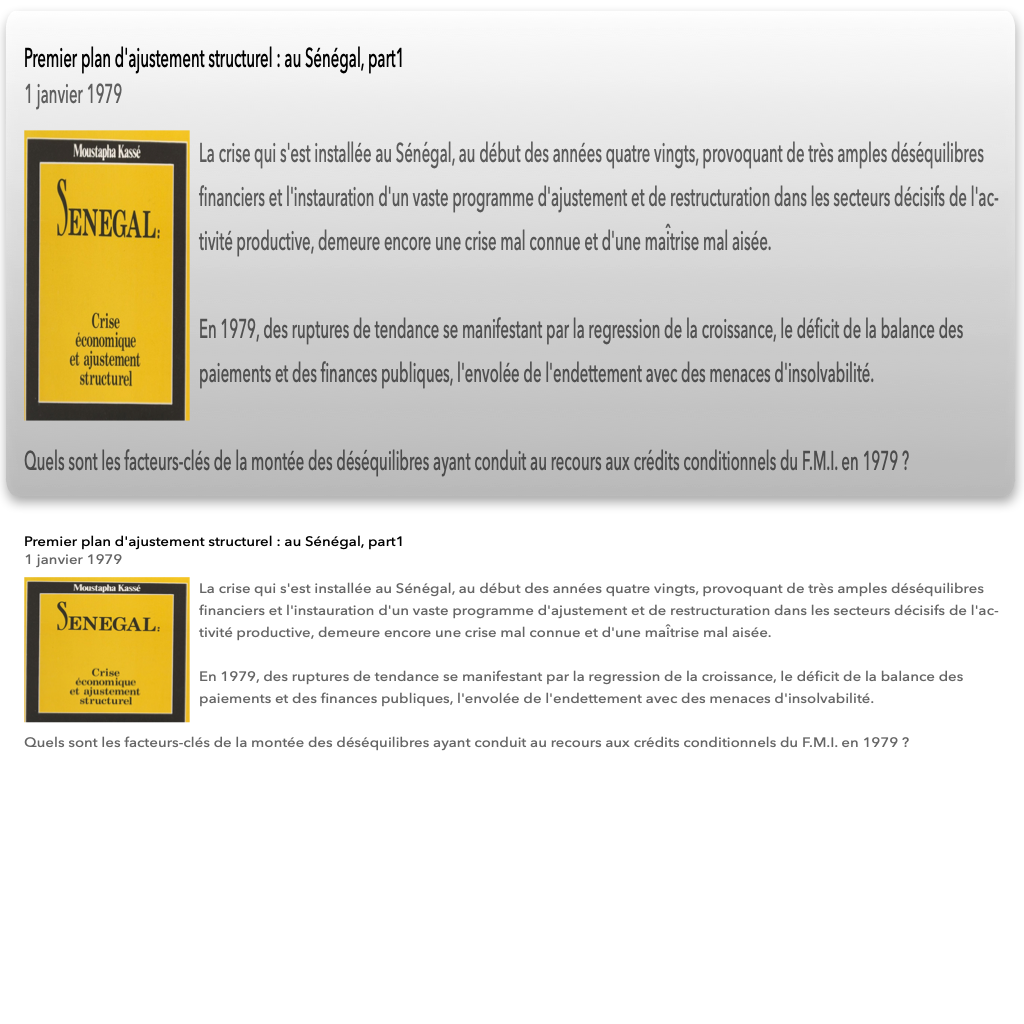 Premier plan d'ajustement structurel : au Sénégal, part1
1 janvier 1979
Moustapha Kassé
SENEGAL:
Crise
économique
et ajustement
structurel
La crise qui s'est installée au Sénégal, au début des années quatre vingts, provoquant de très amples déséquilibres
financiers et l'instauration d'un vaste programme d'ajustement et de restructuration dans les secteurs décisifs de l'ac-
tivité productive, demeure encore une crise mal connue et d'une maîtrise mal aisée.
En 1979, des ruptures de tendance se manifestant par la regression de la croissance, le déficit de la balance des
paiements et des finances publiques, l'envolée de l'endettement avec des menaces d'insolvabilité.
Quels sont les facteurs-clés de la montée des déséquilibres ayant conduit au recours aux crédits conditionnels du F.M.I. en 1979 ?
Premier plan d'ajustement structurel : au Sénégal, part1
1 janvier 1979
Moustapha Kassé
SENEGAL:
Crise
économique
et ajustement
structurel
La crise qui s'est installée au Sénégal, au début des années quatre vingts, provoquant de très amples déséquilibres
financiers et l'instauration d'un vaste programme d'ajustement et de restructuration dans les secteurs décisifs de l'ac-
tivité productive, demeure encore une crise mal connue et d'une maîtrise mal aisée.
En 1979, des ruptures de tendance se manifestant par la regression de la croissance, le déficit de la balance des
paiements et des finances publiques, l'envolée de l'endettement avec des menaces d'insolvabilité.
Quels sont les facteurs-clés de la montée des déséquilibres ayant conduit au recours aux crédits conditionnels du F.M.I. en 1979 ?